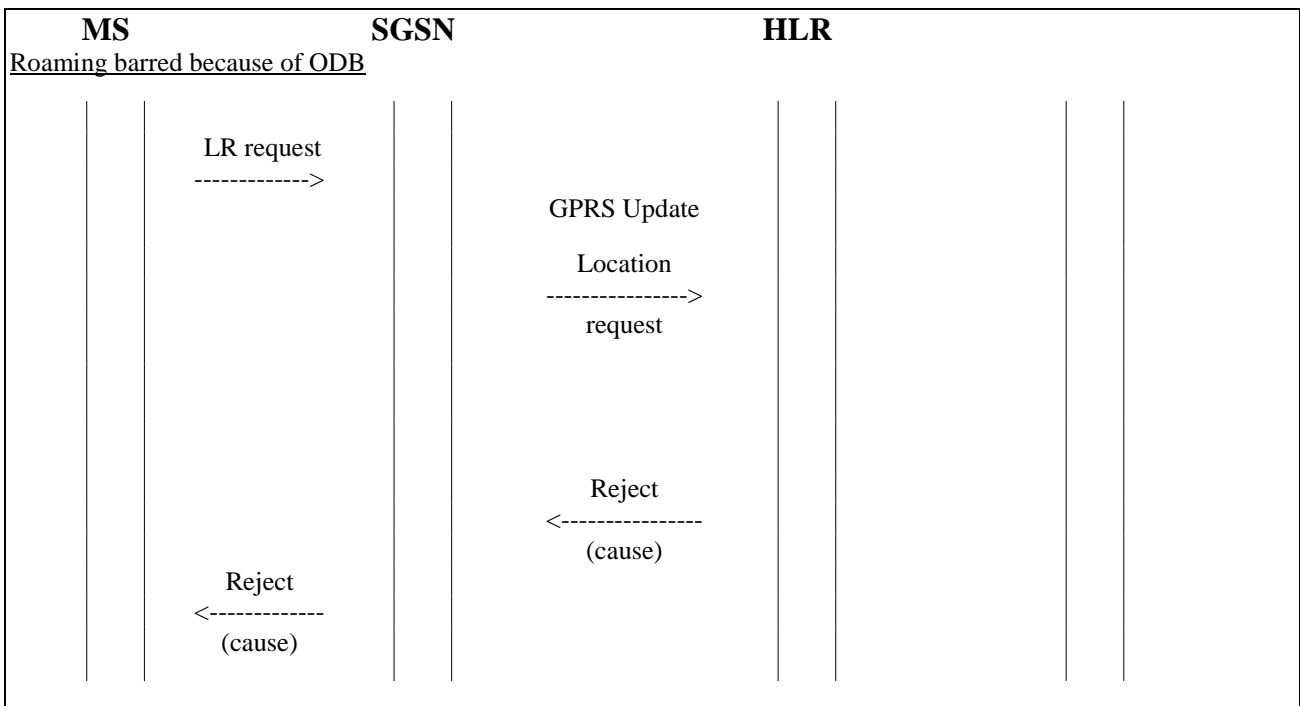 MS SGSN HLR
Roaming barred because of ODB
LR request
------------->
GPRS Update
Location
---------------->
request
Reject
<----------------
(cause)
Reject
<-------------
(cause)